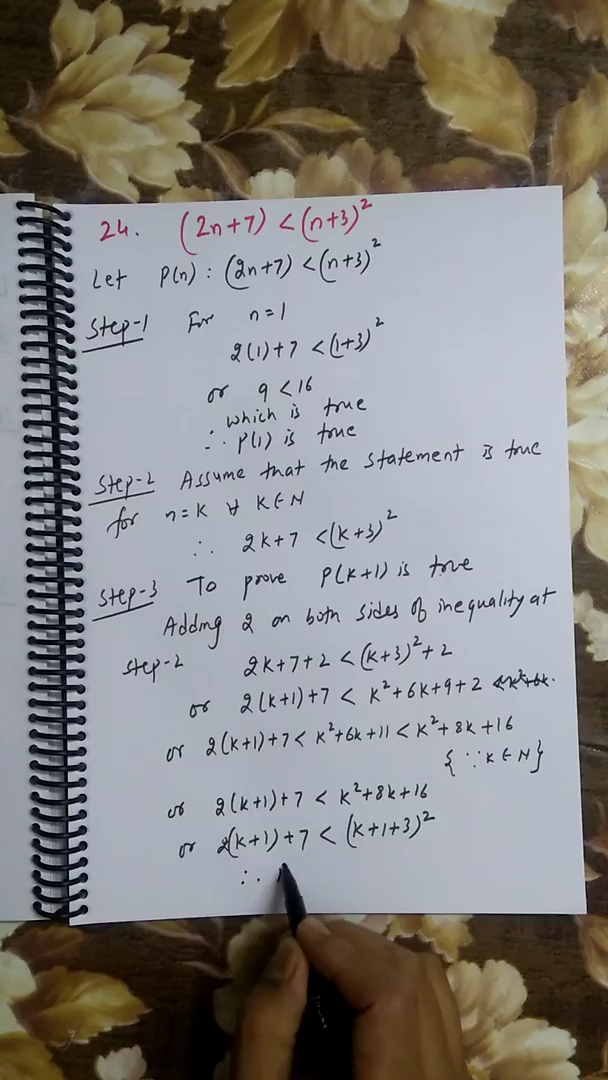 24. (2n+7) < (n+3)²
Let P(n) : (2n+7) < (n+3)²
Step-1 For n=1
2(1)+7 < (1+3)²
or 9 < 16
which is true
∴ P(1) is true
Step-2 Assume that the statement is true
for n=K ∀ K∈N
∴ 2K+7 < (K+3)²
Step-3 To prove P(K+1) is true
Adding 2 on both sides of inequality at
step-2 2K+7+2 < (K+3)²+2
or 2(K+1)+7 < K²+6K+9+2
or 2(K+1)+7 < K²+6K+11 < K²+8K+16
{∵ K∈N}
or 2(K+1)+7 < K²+8K+16
or 2(K+1)+7 < (K+1+3)²
∴